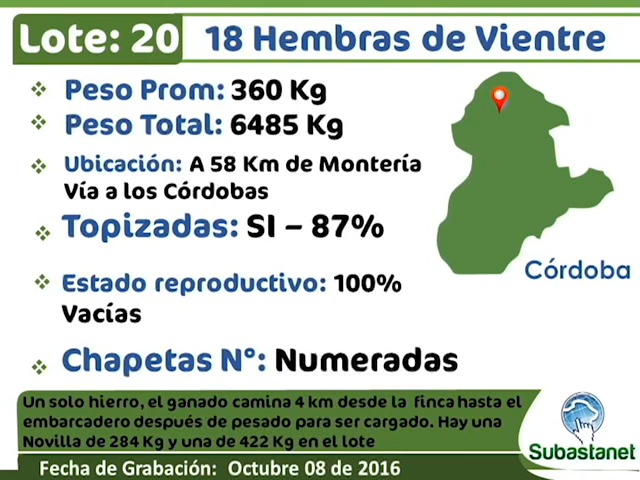 Lote: 20
18 Hembras de Vientre
Peso Prom: 360 Kg
Peso Total: 6485 Kg
Ubicación: A 58 Km de Montería
Vía a los Córdobas
Topizadas: SI – 87%
Estado reproductivo: 100%
Vacías
Chapetas N°: Numeradas
Córdoba
Un solo hierro, el ganado camina 4 km desde la finca hasta el
embarcadero después de pesado para ser cargado. Hay una
Novilla de 284 Kg y una de 422 Kg en el lote
Subastanet
Fecha de Grabación: Octubre 08 de 2016